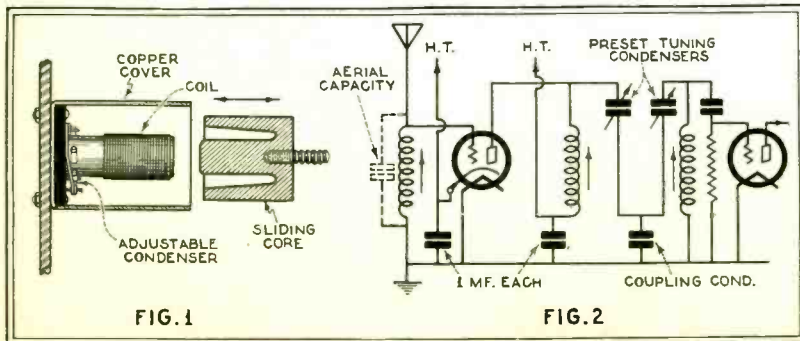 COPPER
COVER
COIL
ADJUSTABLE
CONDENSER
SLIDING
CORE
FIG.1
H.T.
H.T.
AERIAL
CAPACITY
PRESET TUNING
CONDENSERS
1 MF. EACH
COUPLING COND.
FIG.2